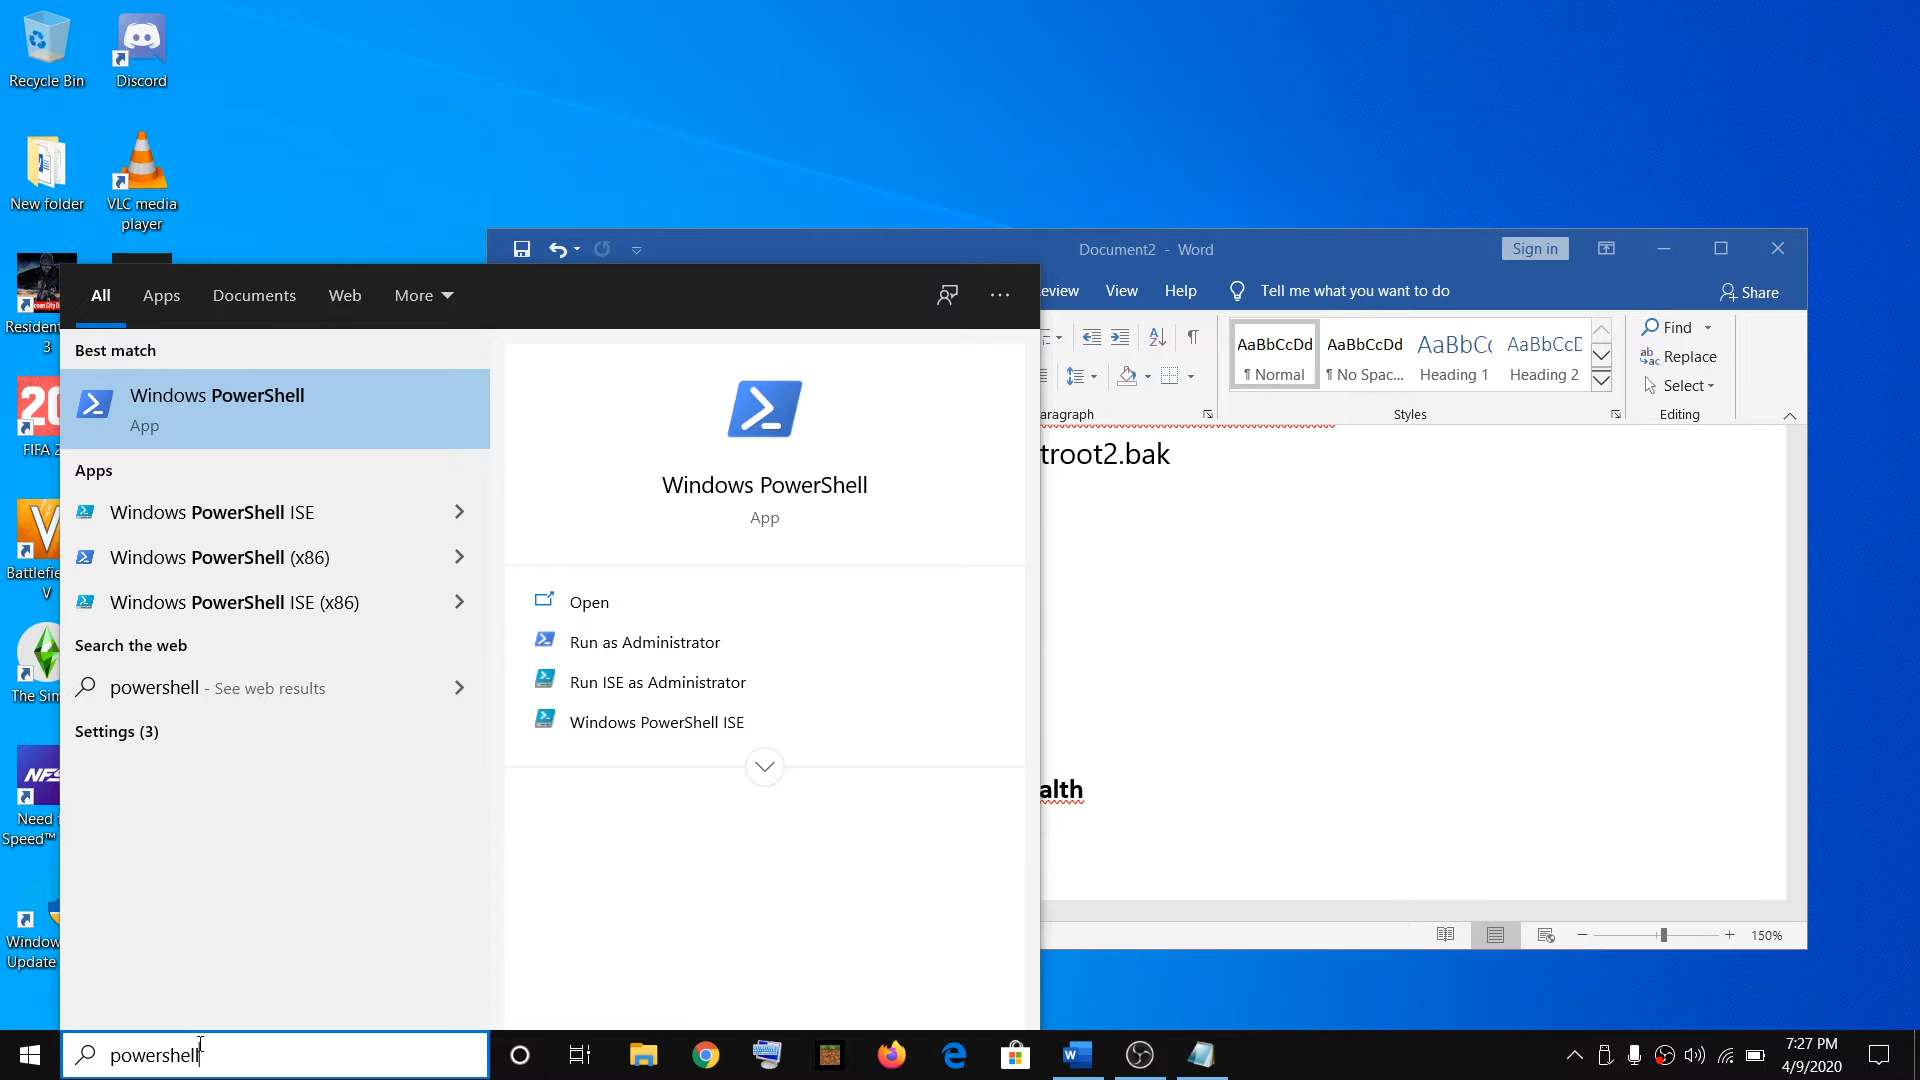 Recycle Bin
Discord
New folder
VLC media
player
Residen
3
FIFA 2
Battlefie
V
The Sim
Need f
Speed™
Window
Update
Document2 - Word
Sign in
eview
View
Help
Tell me what you want to do
Share
AaBbCcDd
¶ Normal
AaBbCcDd
¶ No Spac...
AaBbCc
Heading 1
AaBbCcD
Heading 2
Find
Replace
Select
aragraph
Styles
Editing
troot2.bak
alth
150%
All
Apps
Documents
Web
More
Best match
Windows PowerShell
App
Apps
Windows PowerShell ISE
Windows PowerShell (x86)
Windows PowerShell ISE (x86)
Search the web
powershell - See web results
Settings (3)
Windows PowerShell
App
Open
Run as Administrator
Run ISE as Administrator
Windows PowerShell ISE
powershell
7:27 PM
4/9/2020